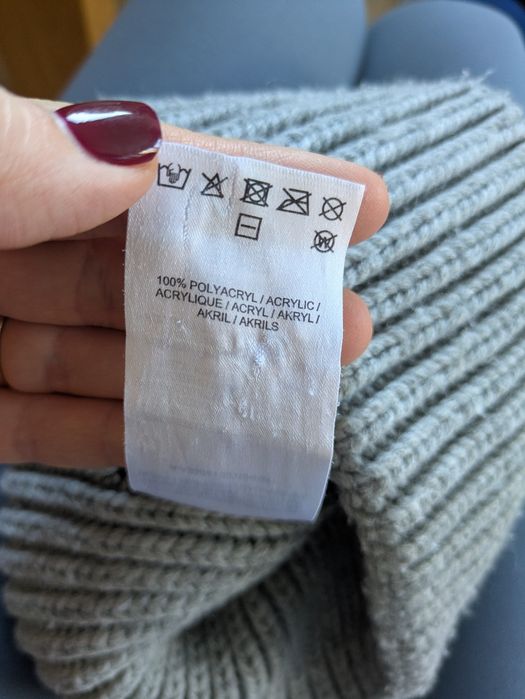 100% POLYACRYL / ACRYLIC /
ACRYLIQUE / ACRYL / AKRYL /
AKRIL / AKRILS